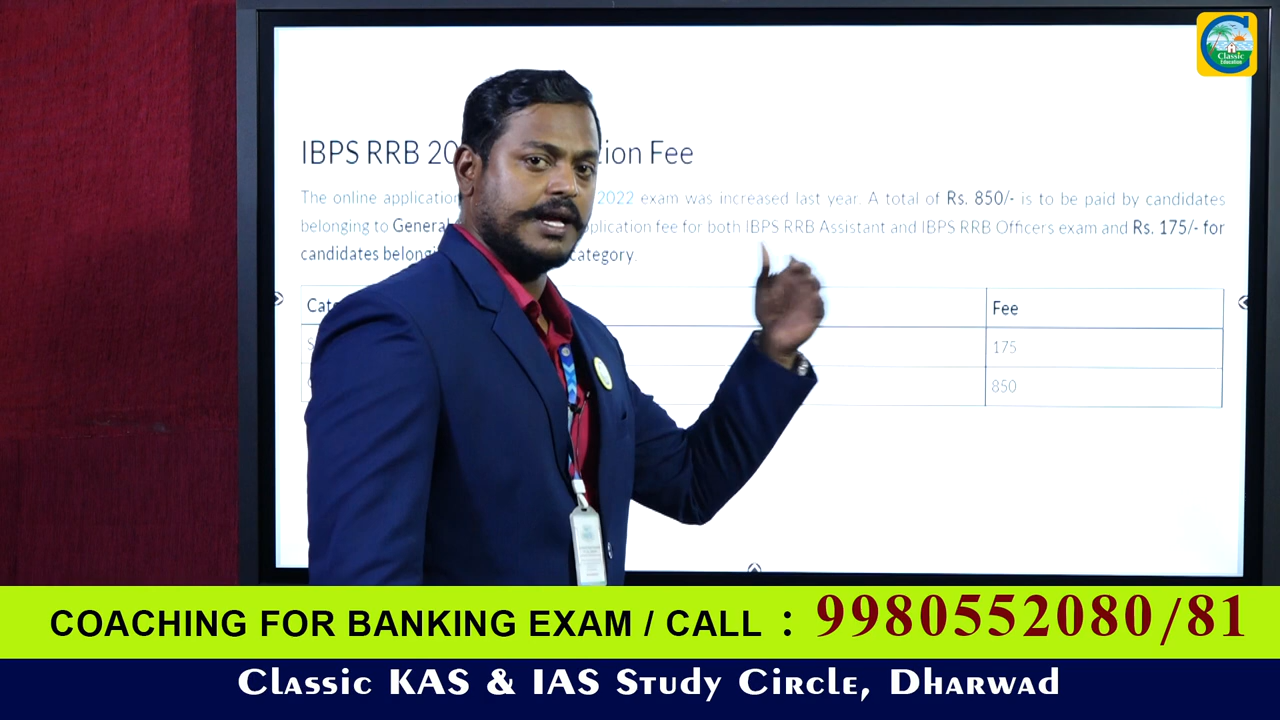 Classic
Education
IBPS RRB 20 ion Fee
The online application 2022 exam was increased last year. A total of Rs. 850/- is to be paid by candidates
belonging to General application fee for both IBPS RRB Assistant and IBPS RRB Officers exam and Rs. 175/- for
candidates belong category.
Cate Fee
S 175
850
COACHING FOR BANKING EXAM / CALL : 9980552080/81
Classic KAS & IAS Study Circle, Dharwad